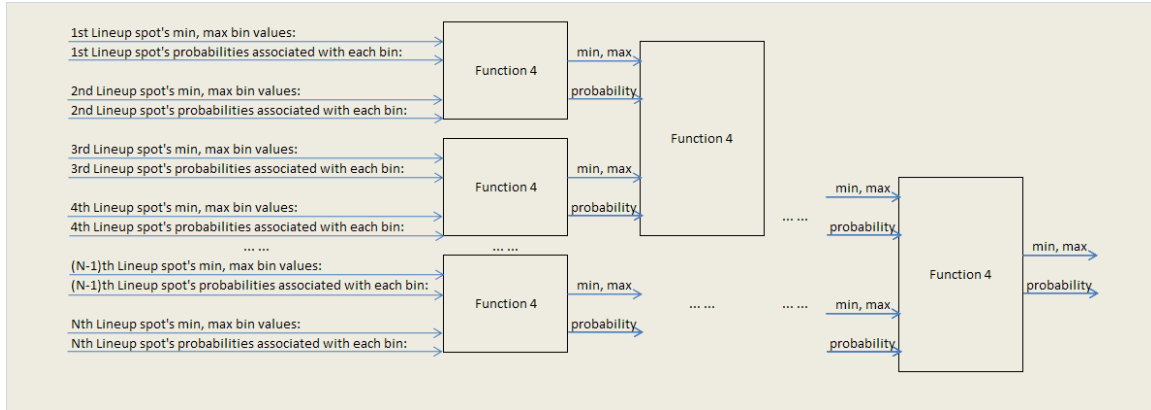 1st Lineup spot's min, max bin values:
1st Lineup spot's probabilities associated with each bin:
2nd Lineup spot's min, max bin values:
2nd Lineup spot's probabilities associated with each bin:
Function 4
min, max
probability
3rd Lineup spot's min, max bin values:
3rd Lineup spot's probabilities associated with each bin:
4th Lineup spot's min, max bin values:
4th Lineup spot's probabilities associated with each bin:
Function 4
min, max
probability
Function 4
... ...
... ...
... ...
(N-1)th Lineup spot's min, max bin values:
(N-1)th Lineup spot's probabilities associated with each bin:
Nth Lineup spot's min, max bin values:
Nth Lineup spot's probabilities associated with each bin:
Function 4
min, max
probability
... ...
... ...
min, max
probability
min, max
probability
Function 4
min, max
probability